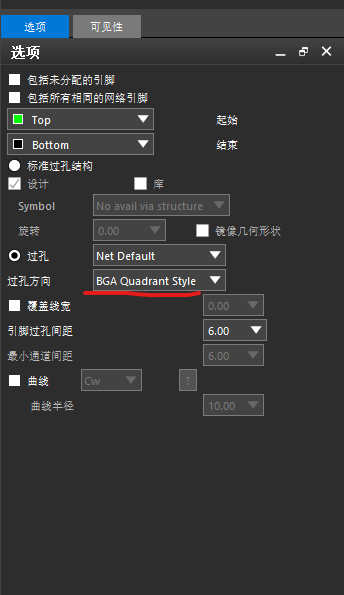 选项 可见性
选项
包括未分配的引脚
包括所有相同的网络引脚
Top 起始
Bottom 结束
标准过孔结构
设计 库
Symbol No avail via structure
旋转 0.00 镜像几何形状
过孔 Net Default
过孔方向 BGA Quadrant Style
覆盖线宽 0.00
引脚过孔间距 6.00
最小通道间距 6.00
曲线 Cw ?
曲线半径 10.00